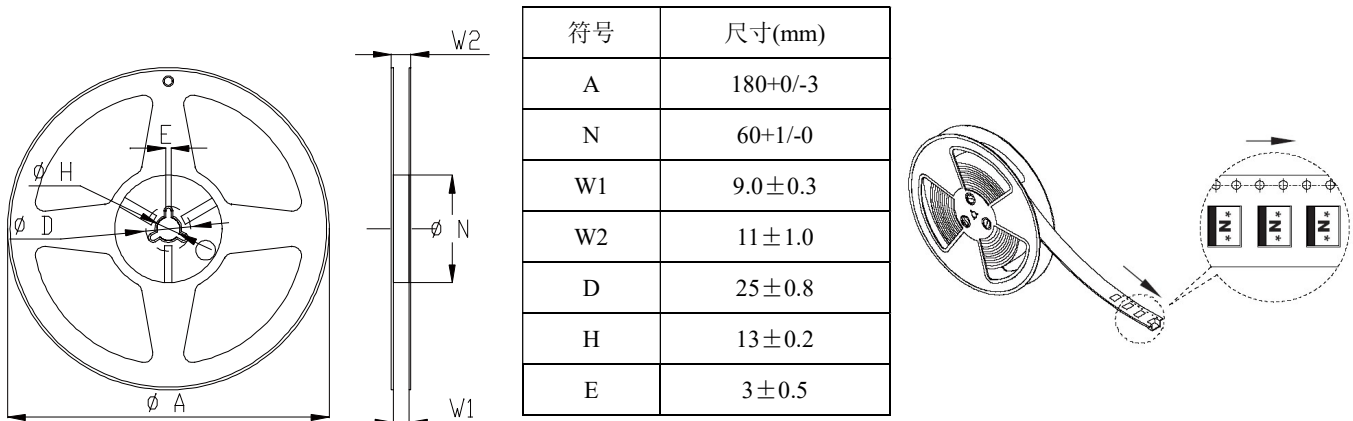 E
ϕ H
ϕ D
ϕ A
W2
ϕ N
W1
符号 尺寸(mm)
A 180+0/-3
N 60+1/-0
W1 9.0±0.3
W2 11±1.0
D 25±0.8
H 13±0.2
E 3±0.5
*N* *N* *N*